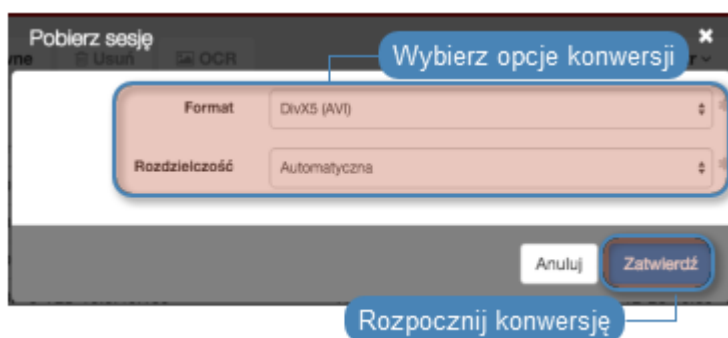 Pobierz sesję
Wybierz opcje konwersji
Usuń OCR
Format DivX5 (AVI)
Rozdzielczość Automatyczna
Anuluj Zatwierdź
Rozpocznij konwersję